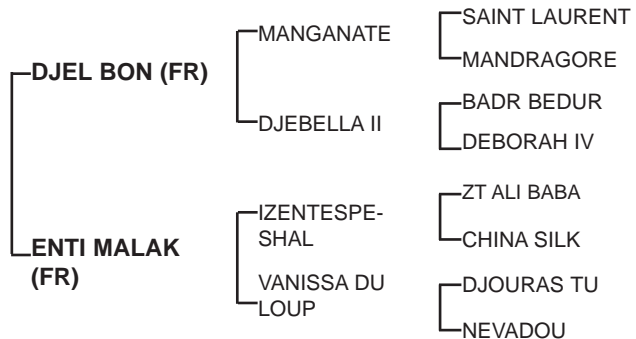 DJEL BON (FR)
MANGANATE
SAINT LAURENT
MANDRAGORE
DJEBELLA II
BADR BEDUR
DEBORAH IV
ENTI MALAK
(FR)
IZENTESPE-
SHAL
ZT ALI BABA
CHINA SILK
VANISSA DU
LOUP
DJOURAS TU
NEVADOU